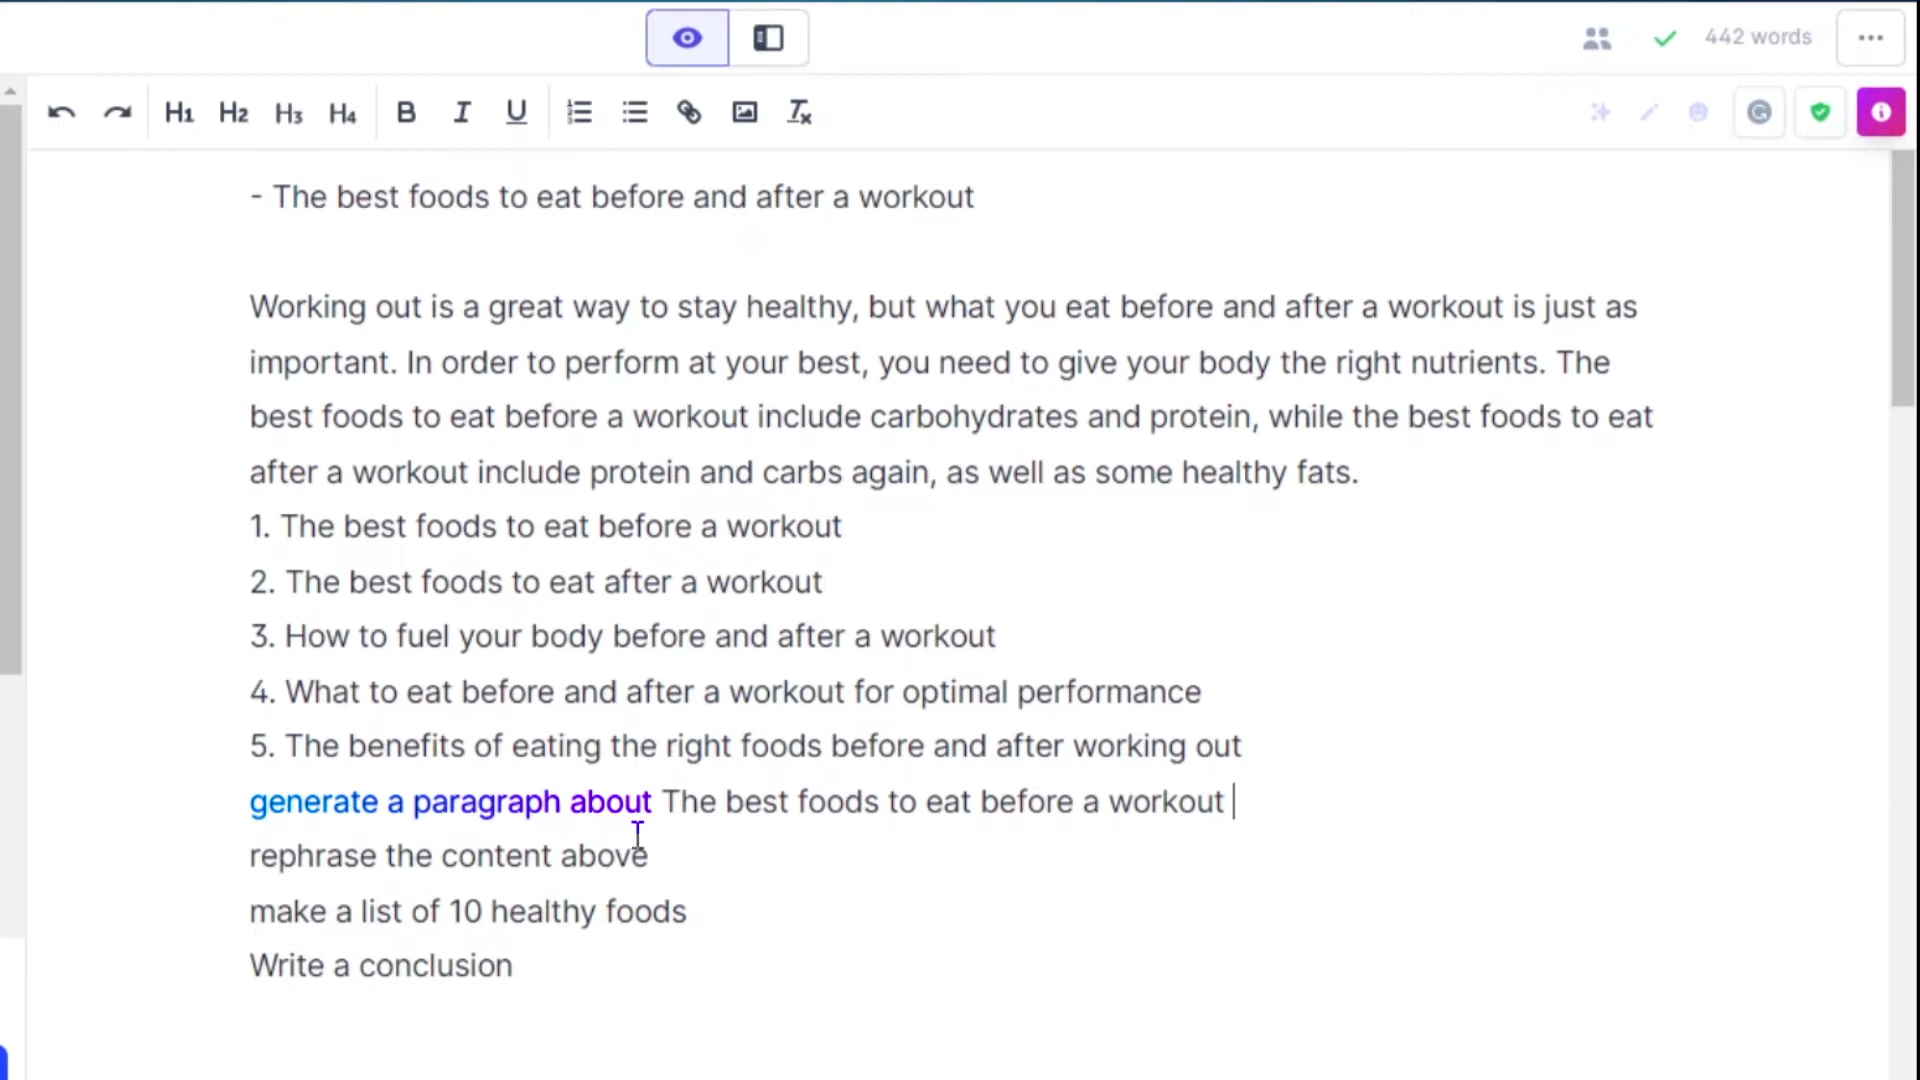 442 words
H1 H2 H3 H4 B I U
- The best foods to eat before and after a workout
Working out is a great way to stay healthy, but what you eat before and after a workout is just as
important. In order to perform at your best, you need to give your body the right nutrients. The
best foods to eat before a workout include carbohydrates and protein, while the best foods to eat
after a workout include protein and carbs again, as well as some healthy fats.
1. The best foods to eat before a workout
2. The best foods to eat after a workout
3. How to fuel your body before and after a workout
4. What to eat before and after a workout for optimal performance
5. The benefits of eating the right foods before and after working out
generate a paragraph about The best foods to eat before a workout
rephrase the content above
make a list of 10 healthy foods
Write a conclusion